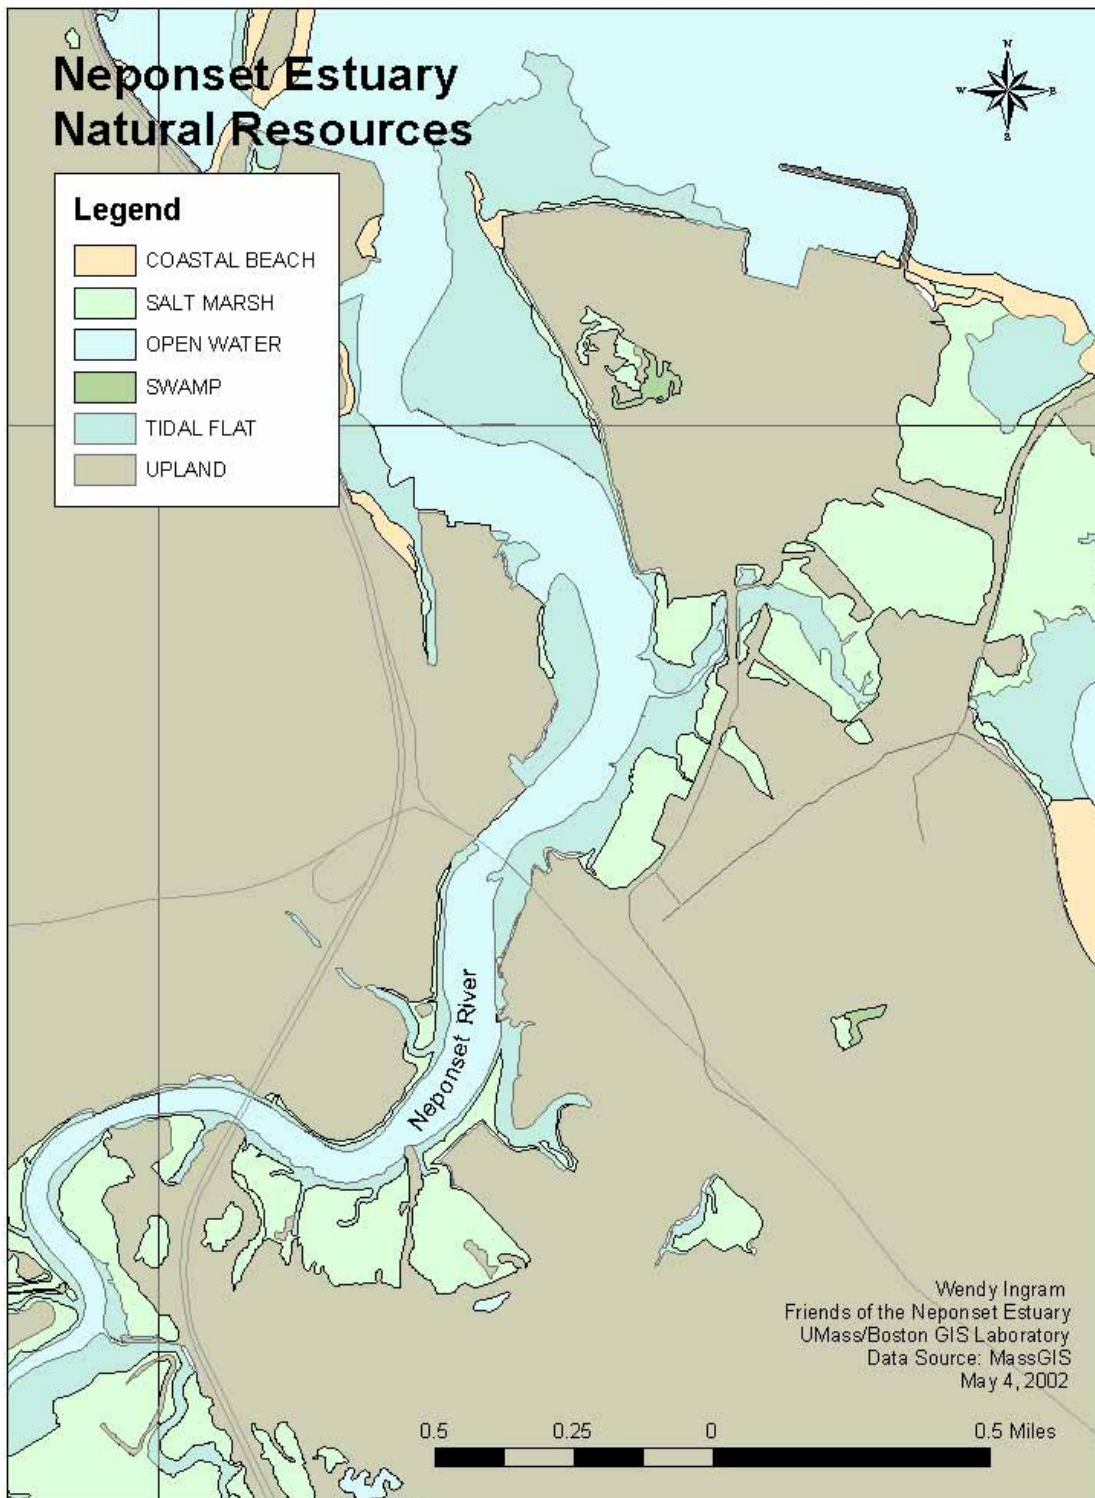 Neponset Estuary
Natural Resources
N
W
E
S
Legend
COASTAL BEACH
SALT MARSH
OPEN WATER
SWAMP
TIDAL FLAT
UPLAND
Neponset River
Wendy Ingram
Friends of the Neponset Estuary
UMass/Boston GIS Laboratory
Data Source: MassGIS
May 4, 2002
0.5 0.25 0 0.5 Miles